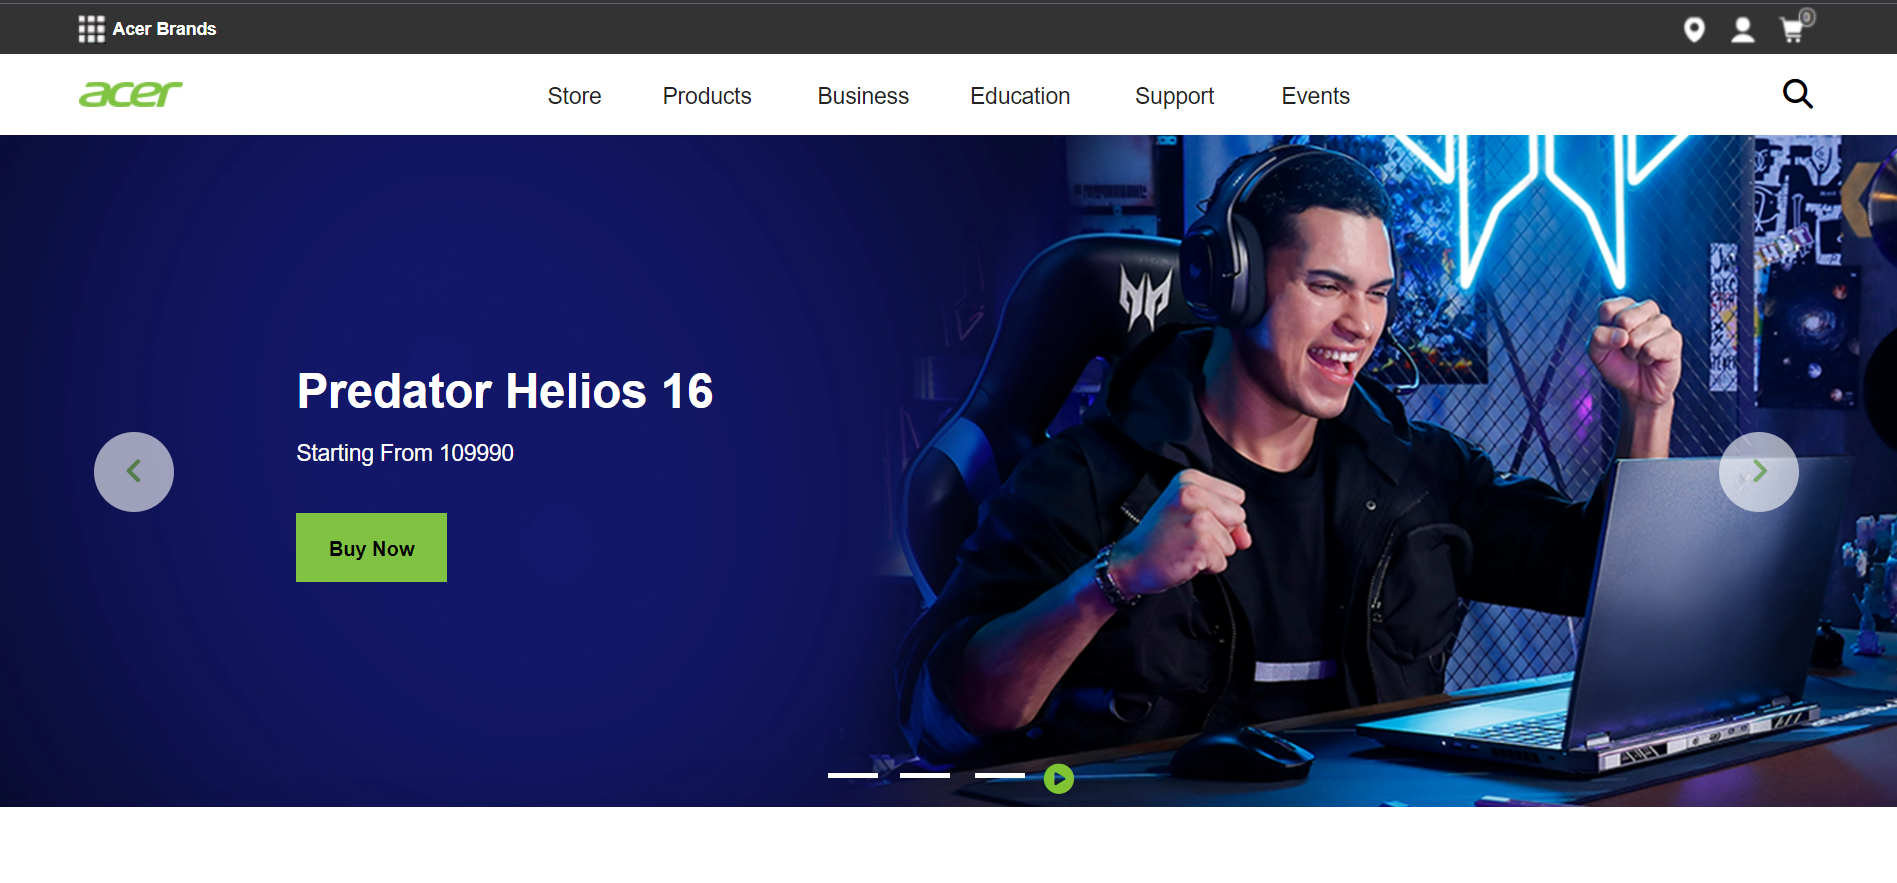 Acer Brands
0
acer
Store
Products
Business
Education
Support
Events
Predator Helios 16
Starting From 109990
Buy Now